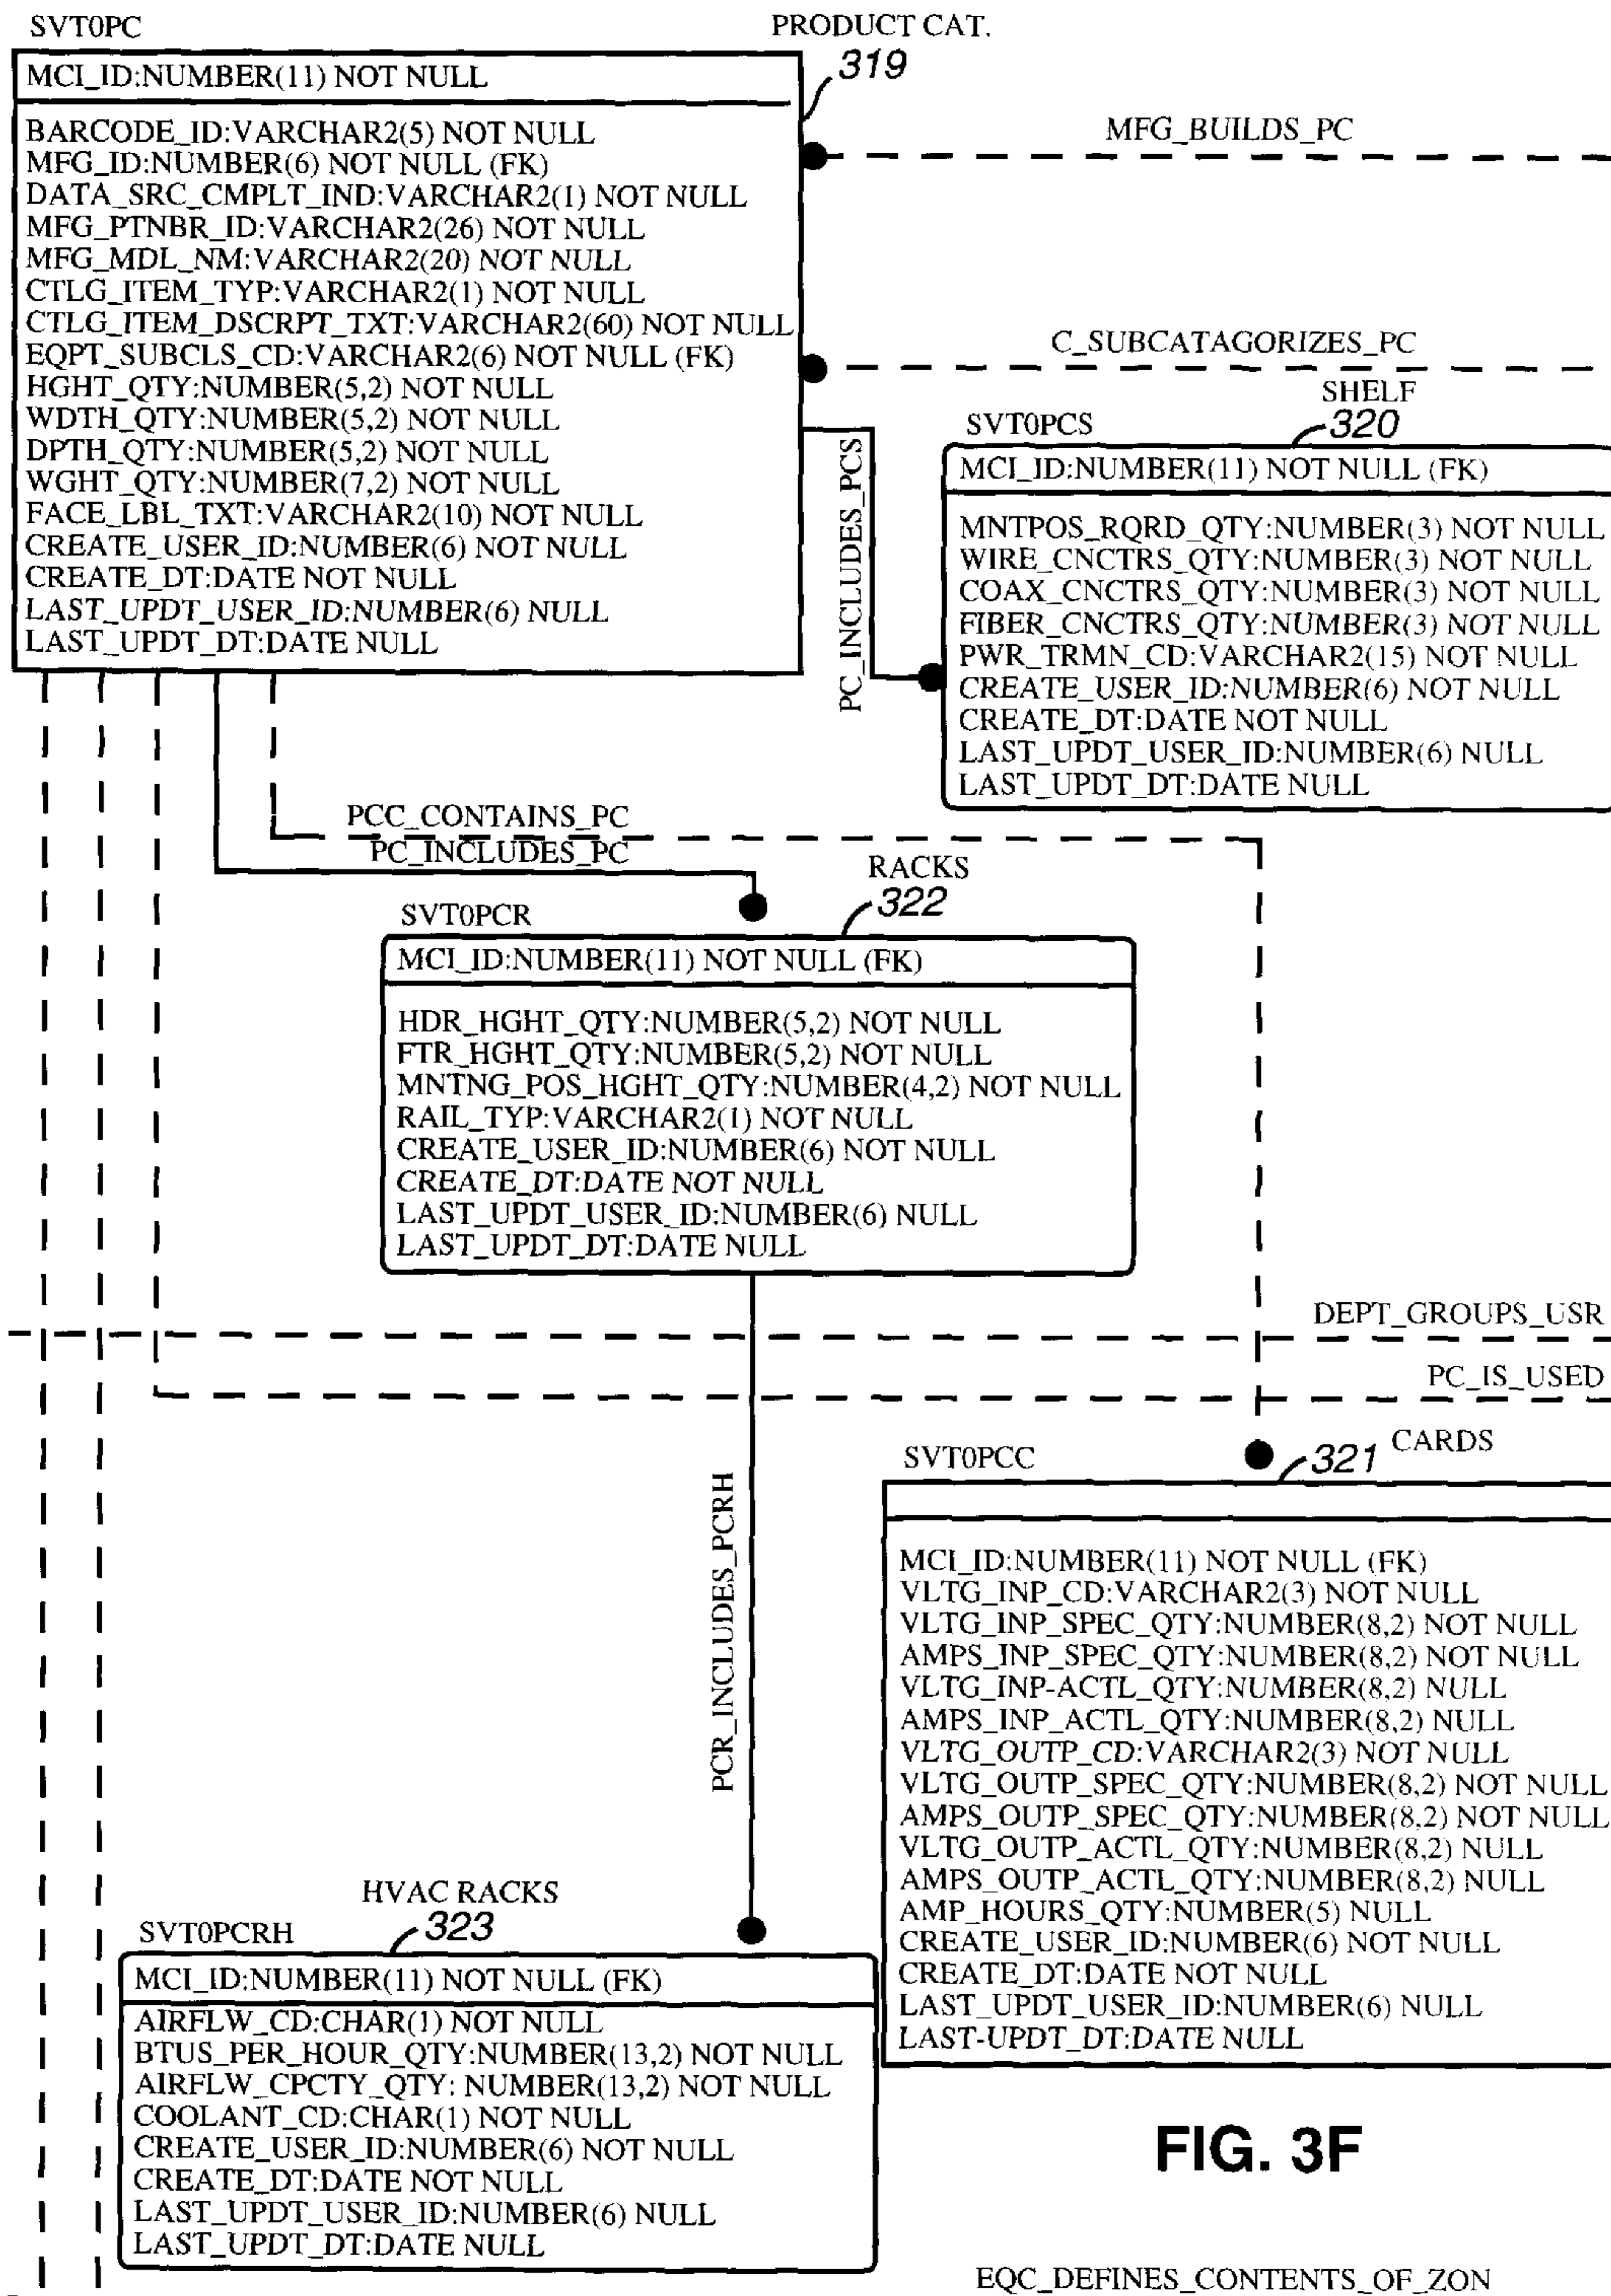 SVT0PC
PRODUCT CAT.
319
MCI_ID:NUMBER(11) NOT NULL
BARCODE_ID:VARCHAR2(5) NOT NULL
MFG_ID:NUMBER(6) NOT NULL (FK)
DATA_SRC_CMPLT_IND:VARCHAR2(1) NOT NULL
MFG_PTNBR_ID:VARCHAR2(26) NOT NULL
MFG_MDL_NM:VARCHAR2(20) NOT NULL
CTLG_ITEM_TYP:VARCHAR2(1) NOT NULL
CTLG_ITEM_DSCRPT_TXT:VARCHAR2(60) NOT NULL
EQPT_SUBCLS_CD:VARCHAR2(6) NOT NULL (FK)
HGHT_QTY:NUMBER(5,2) NOT NULL
WDTH_QTY:NUMBER(5,2) NOT NULL
DPTH_QTY:NUMBER(5,2) NOT NULL
WGHT_QTY:NUMBER(7,2) NOT NULL
FACE_LBL_TXT:VARCHAR2(10) NOT NULL
CREATE_USER_ID:NUMBER(6) NOT NULL
CREATE_DT:DATE NOT NULL
LAST_UPDT_USER_ID:NUMBER(6) NULL
LAST_UPDT_DT:DATE NULL
MFG_BUILDS_PC
C_SUBCATAGORIZES_PC
PC_INCLUDES_PCS
SHELF
320
SVT0PCS
MCI_ID:NUMBER(11) NOT NULL (FK)
MNTPOS_RQRD_QTY:NUMBER(3) NOT NULL
WIRE_CNCTRS_QTY:NUMBER(3) NOT NULL
COAX_CNCTRS_QTY:NUMBER(3) NOT NULL
FIBER_CNCTRS_QTY:NUMBER(3) NOT NULL
PWR_TRMN_CD:VARCHAR2(15) NOT NULL
CREATE_USER_ID:NUMBER(6) NOT NULL
CREATE_DT:DATE NOT NULL
LAST_UPDT_USER_ID:NUMBER(6) NULL
LAST_UPDT_DT:DATE NULL
PCC_CONTAINS_PC
PC_INCLUDES_PC
RACKS
322
SVT0PCR
MCI_ID:NUMBER(11) NOT NULL (FK)
HDR_HGHT_QTY:NUMBER(5,2) NOT NULL
FTR_HGHT_QTY:NUMBER(5,2) NOT NULL
MNTNG_POS_HGHT_QTY:NUMBER(4,2) NOT NULL
RAIL_TYP:VARCHAR2(1) NOT NULL
CREATE_USER_ID:NUMBER(6) NOT NULL
CREATE_DT:DATE NOT NULL
LAST_UPDT_USER_ID:NUMBER(6) NULL
LAST_UPDT_DT:DATE NULL
DEPT_GROUPS_USR
PC_IS_USED
PCR_INCLUDES_PCRH
SVT0PCC
321
CARDS
MCI_ID:NUMBER(11) NOT NULL (FK)
VLTG_INP_CD:VARCHAR2(3) NOT NULL
VLTG_INP_SPEC_QTY:NUMBER(8,2) NOT NULL
AMPS_INP_SPEC_QTY:NUMBER(8,2) NOT NULL
VLTG_INP-ACTL_QTY:NUMBER(8,2) NULL
AMPS_INP_ACTL_QTY:NUMBER(8,2) NULL
VLTG_OUTP_CD:VARCHAR2(3) NOT NULL
VLTG_OUTP_SPEC_QTY:NUMBER(8,2) NOT NULL
AMPS_OUTP_SPEC_QTY:NUMBER(8,2) NOT NULL
VLTG_OUTP_ACTL_QTY:NUMBER(8,2) NULL
AMPS_OUTP_ACTL_QTY:NUMBER(8,2) NULL
AMP_HOURS_QTY:NUMBER(5) NULL
CREATE_USER_ID:NUMBER(6) NOT NULL
CREATE_DT:DATE NOT NULL
LAST_UPDT_USER_ID:NUMBER(6) NULL
LAST-UPDT_DT:DATE NULL
HVAC RACKS
323
SVT0PCRH
MCI_ID:NUMBER(11) NOT NULL (FK)
AIRFLW_CD:CHAR(1) NOT NULL
BTUS_PER_HOUR_QTY:NUMBER(13,2) NOT NULL
AIRFLW_CPCTY_QTY: NUMBER(13,2) NOT NULL
COOLANT_CD:CHAR(1) NOT NULL
CREATE_USER_ID:NUMBER(6) NOT NULL
CREATE_DT:DATE NOT NULL
LAST_UPDT_USER_ID:NUMBER(6) NULL
LAST_UPDT_DT:DATE NULL
FIG. 3F
EQC_DEFINES_CONTENTS_OF_ZON